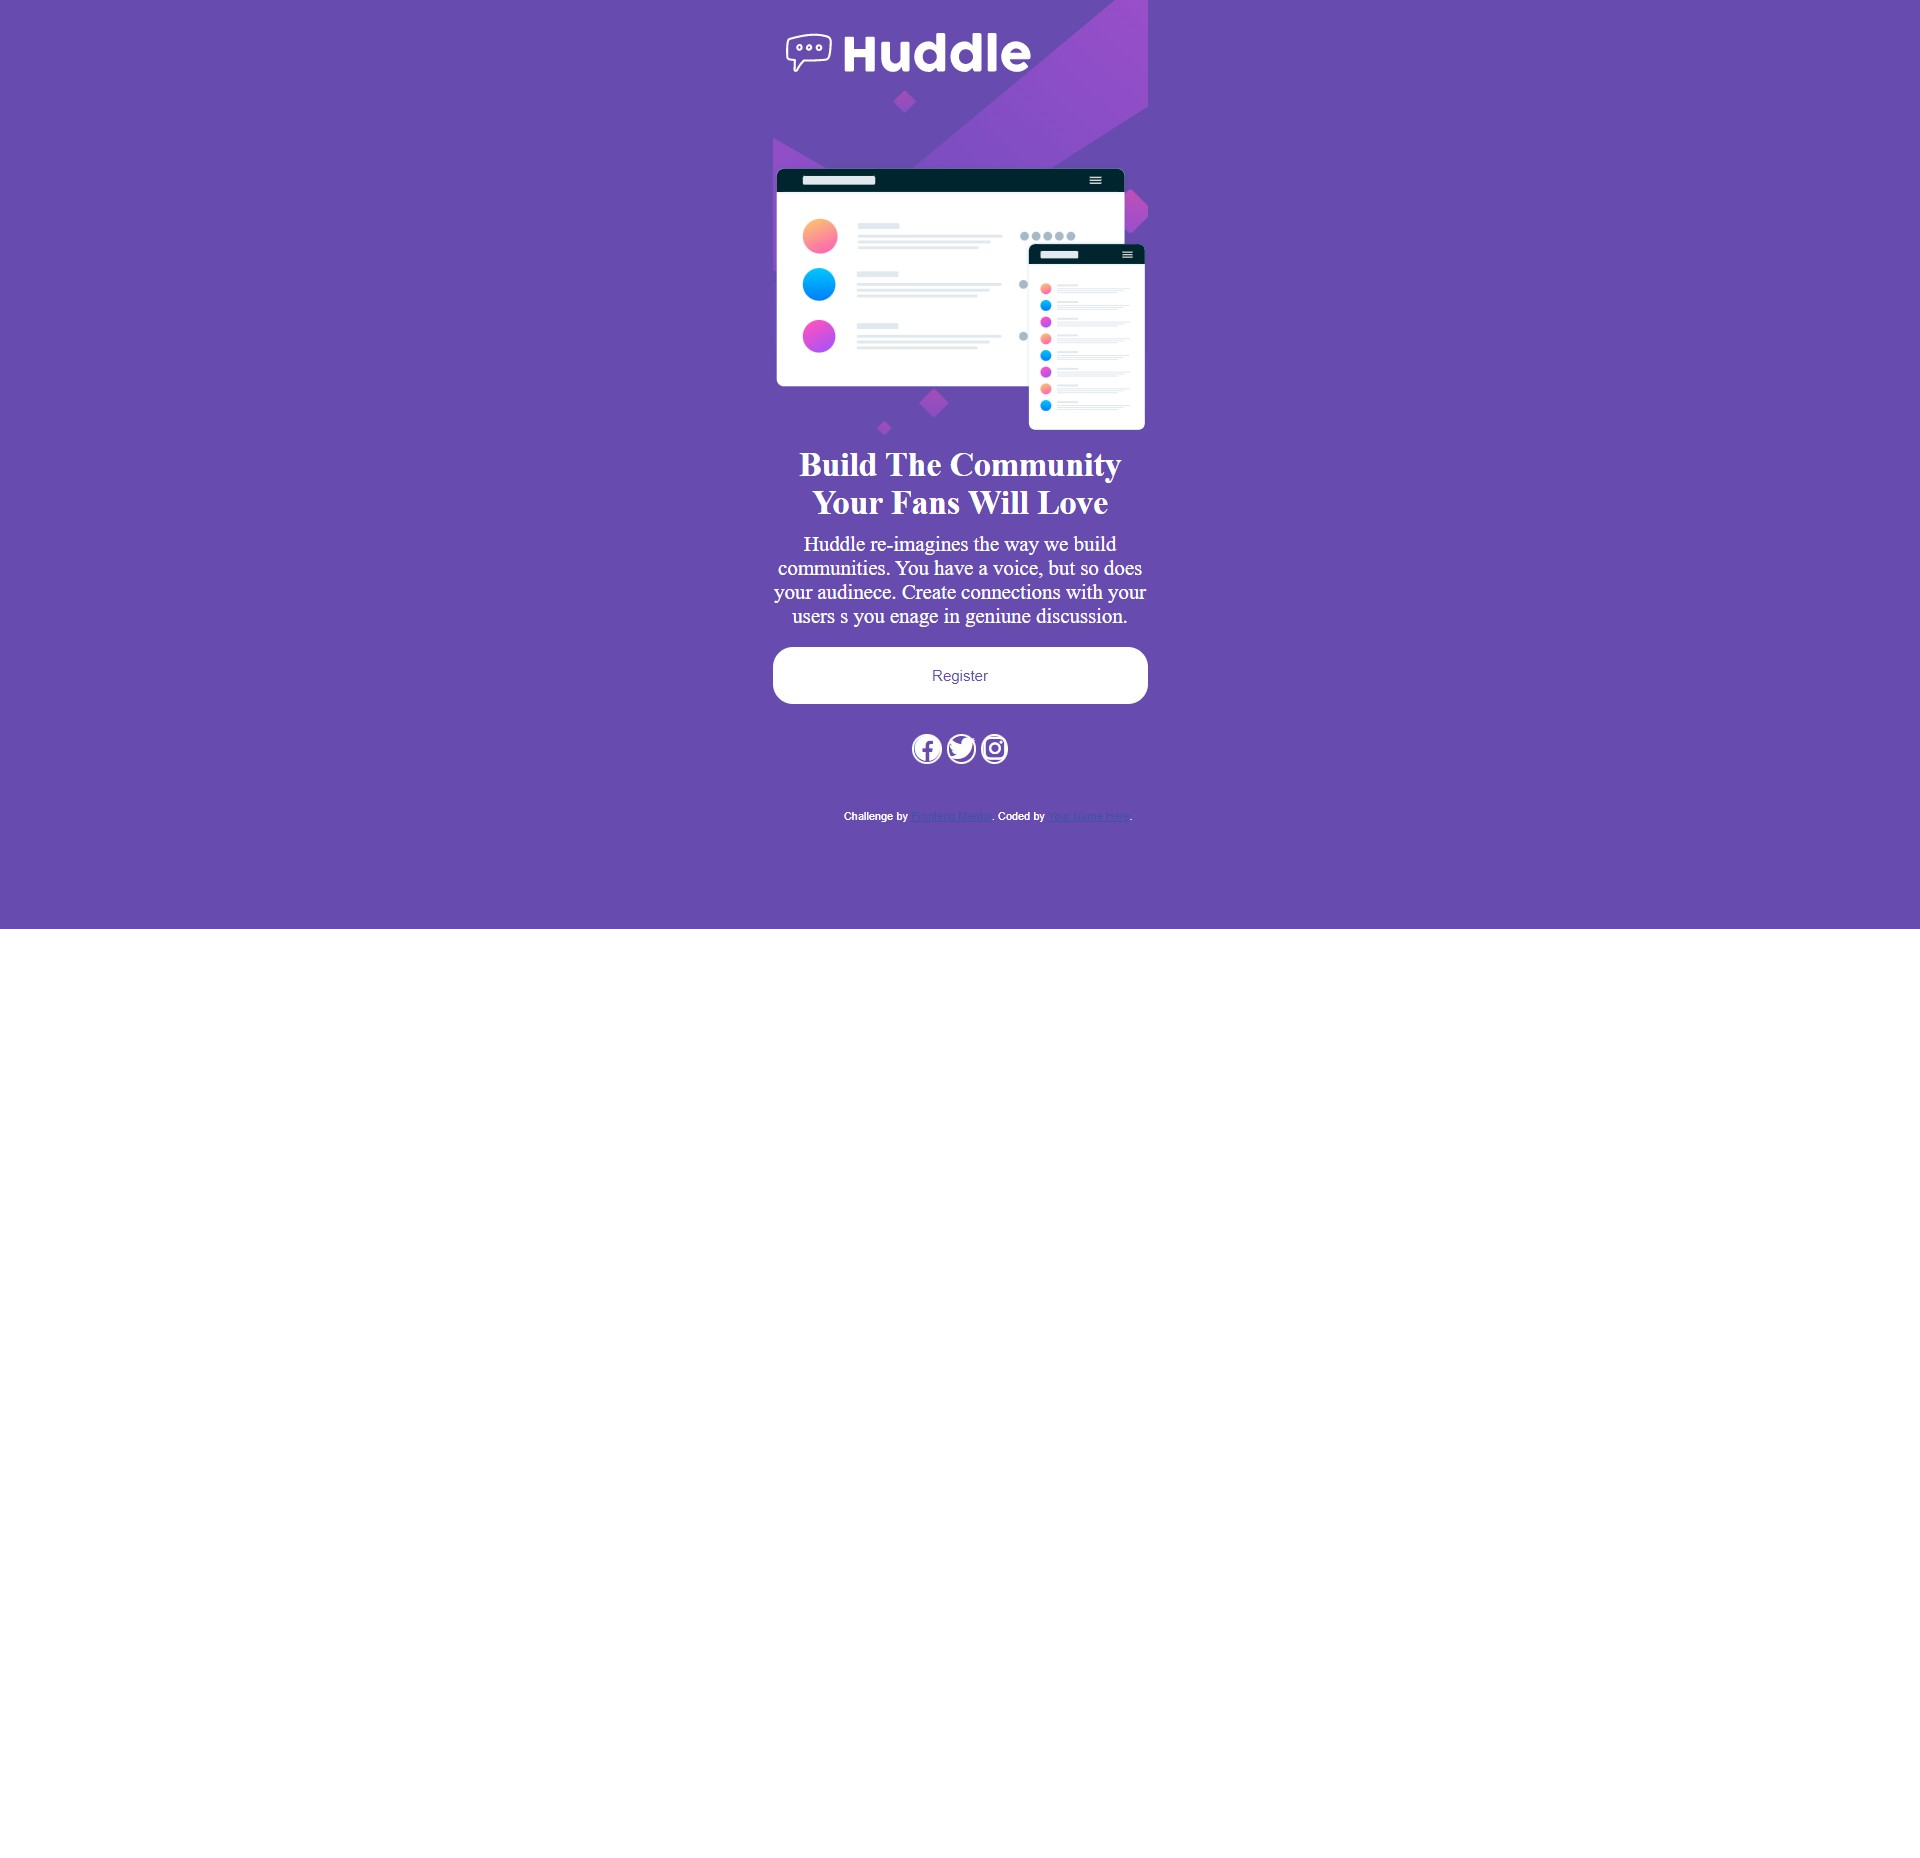 Huddle
Build The Community
Your Fans Will Love
Huddle re-imagines the way we build
communities. You have a voice, but so does
your audinece. Create connections with your
users s you enage in geniune discussion.
Register
Challenge by Frontend Mentor. Coded by Your Name Here.